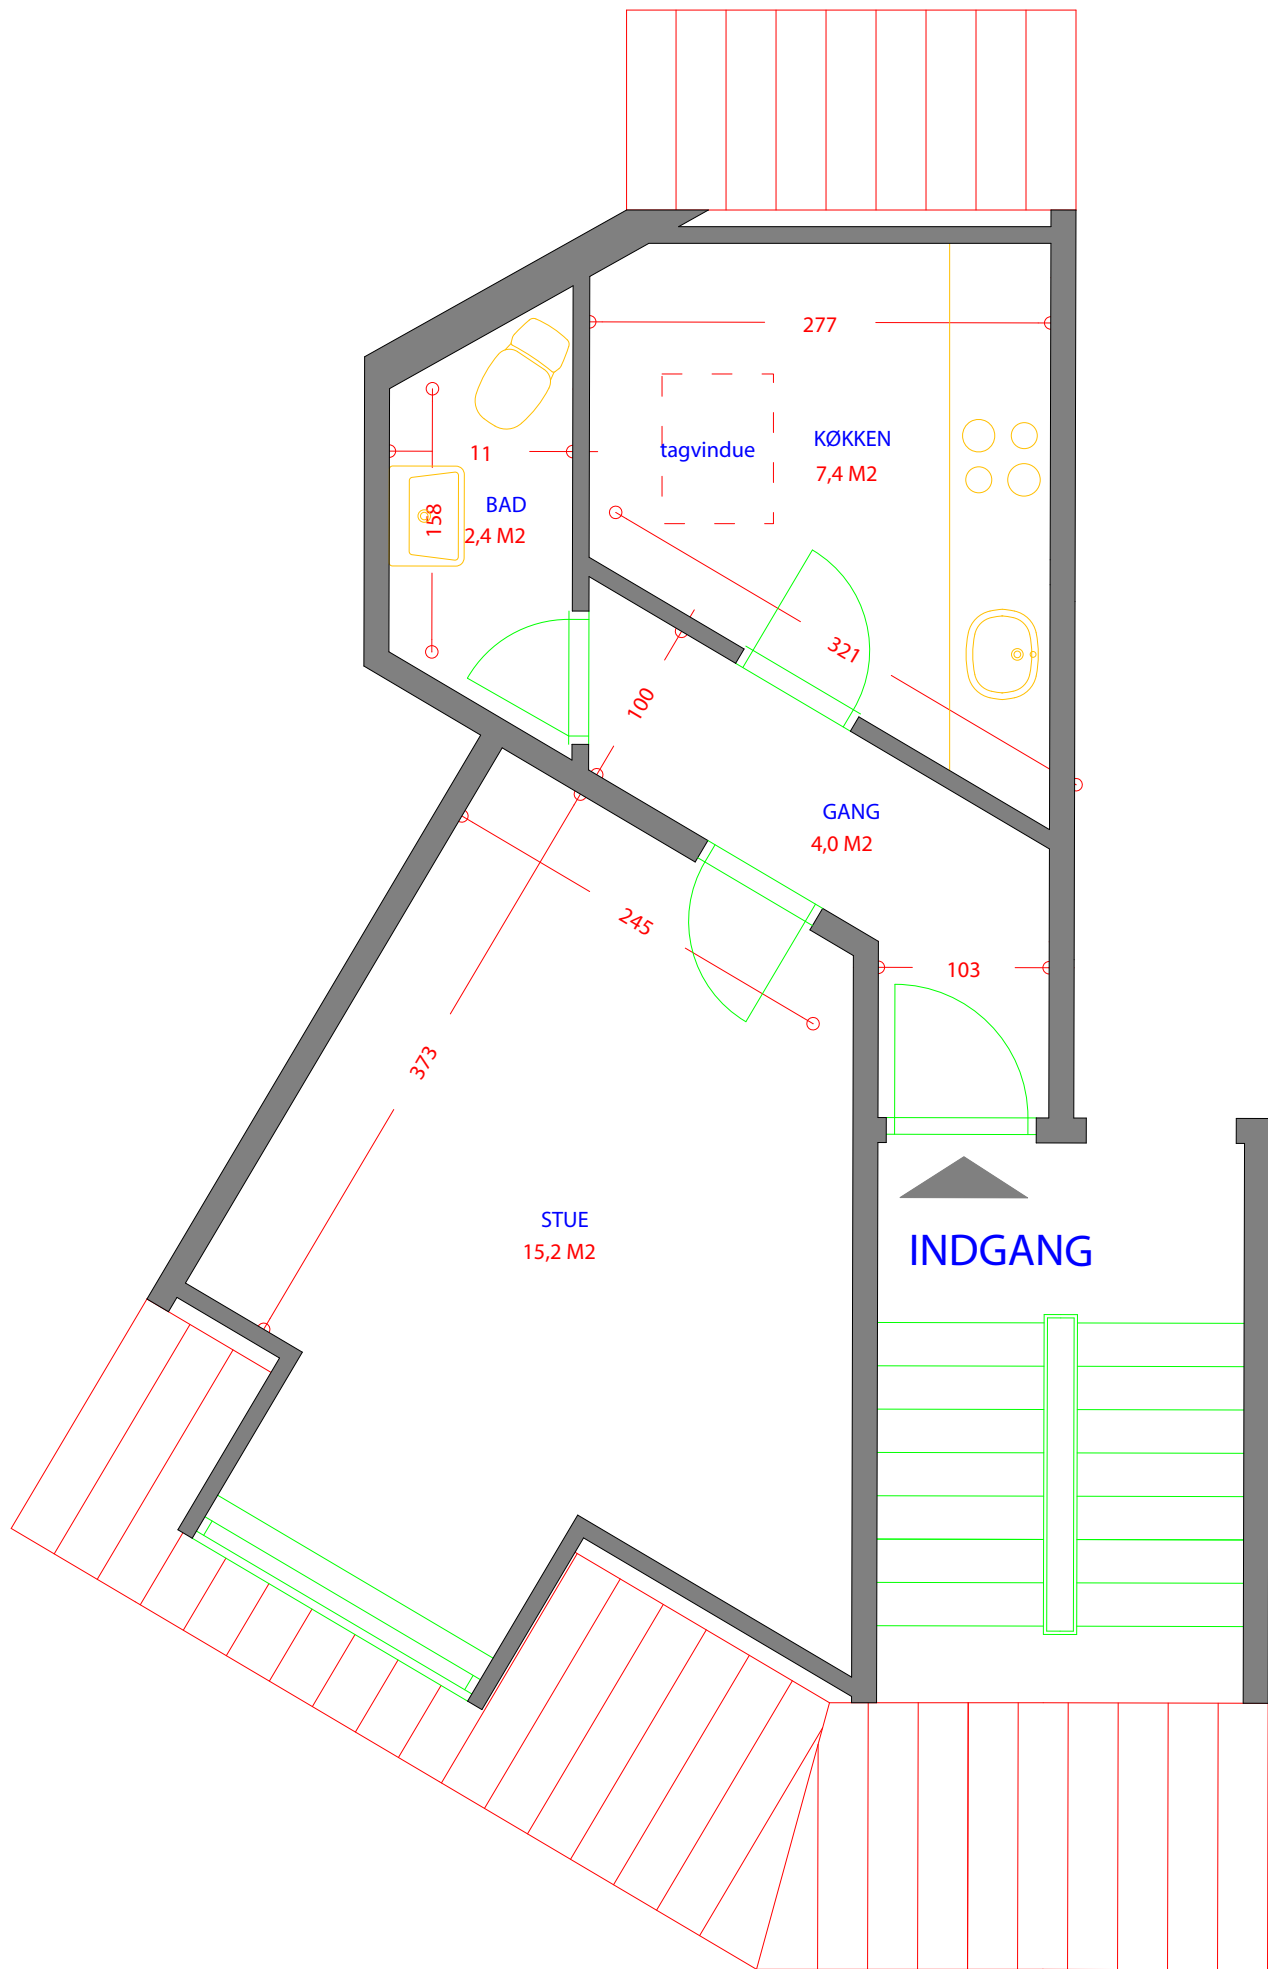 277
tagvindue
KØKKEN
7,4 M2
11
158
BAD
2,4 M2
321
100
GANG
4,0 M2
245
103
373
STUE
15,2 M2
INDGANG